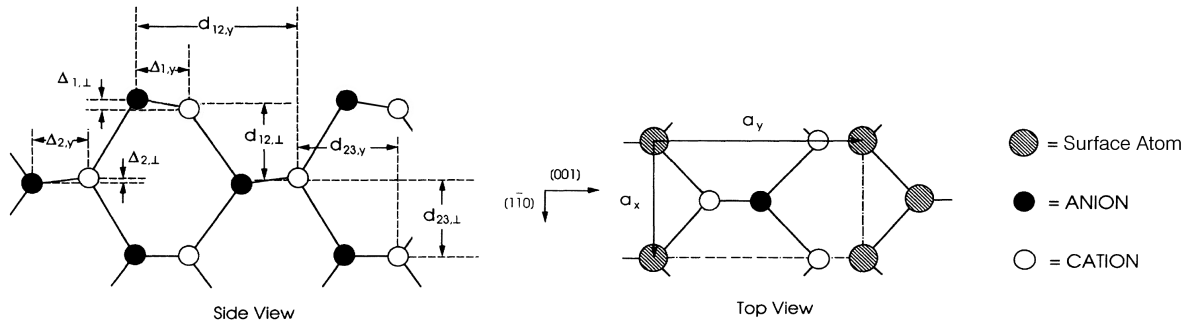 d12,y
Δ1,y
Δ1,⊥
Δ2,y
Δ2,⊥
d12,⊥
d23,y
d23,⊥
Side View
ay
ax
(001)
(11̄0)
Top View
= Surface Atom
= ANION
= CATION